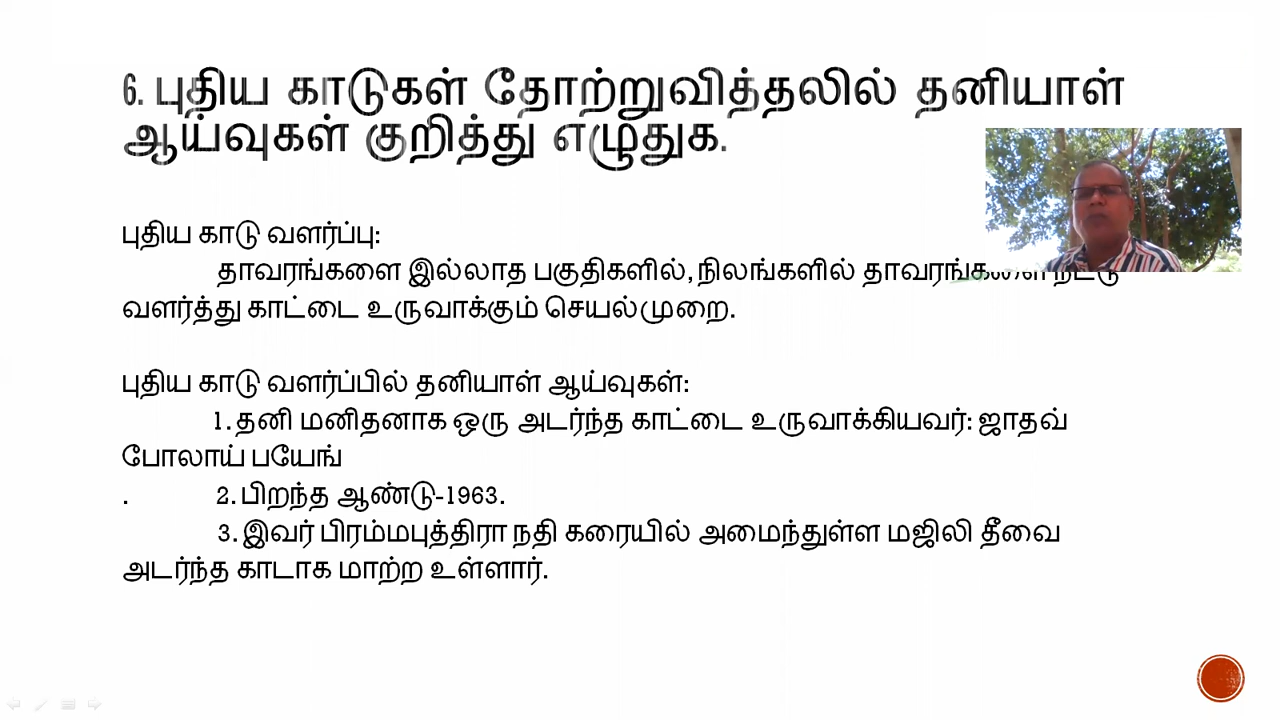 6. புதிய காடுகள் தோற்றுவித்தலில் தனியாள்
ஆய்வுகள் குறித்து எழுதுக.
புதிய காடு வளர்ப்பு:
தாவரங்களை இல்லாத பகுதிகளில், நிலங்களில் தாவரங்களை நட்டு
வளர்த்து காட்டை உருவாக்கும் செயல்முறை.
புதிய காடு வளர்ப்பில் தனியாள் ஆய்வுகள்:
1. தனி மனிதனாக ஒரு அடர்ந்த காட்டை உருவாக்கியவர்: ஜாதவ்
போலாய் பயேங்
. 2. பிறந்த ஆண்டு-1963.
3. இவர் பிரம்மபுத்திரா நதி கரையில் அமைந்துள்ள மஜிலி தீவை
அடர்ந்த காடாக மாற்ற உள்ளார்.